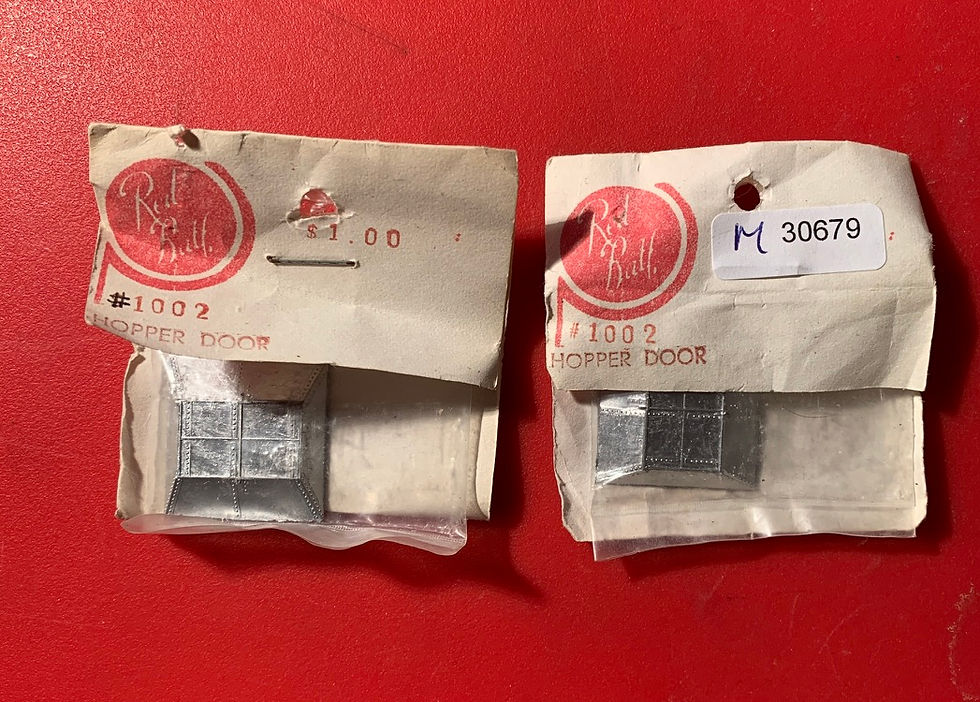 Red
Ball
$1.00
#1002
HOPPER DOOR
Red
Ball
M 30679
#1002
HOPPER DOOR